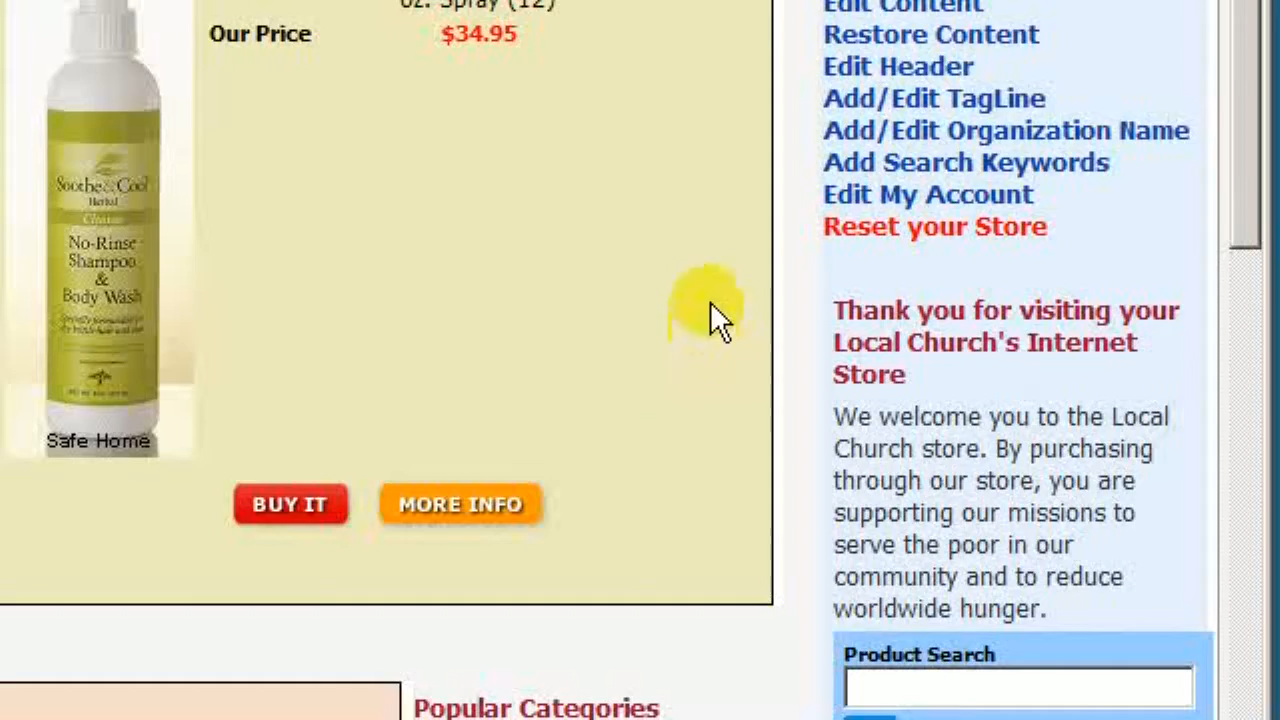 oz. Spray (12)
Our Price $34.95
Soothe & Cool
Herbal
Cleanse
No-Rinse
Shampoo
&
Body Wash
Safe Home
BUY IT
MORE INFO
Popular Categories
Edit Content
Restore Content
Edit Header
Add/Edit TagLine
Add/Edit Organization Name
Add Search Keywords
Edit My Account
Reset your Store
Thank you for visiting your
Local Church's Internet
Store
We welcome you to the Local
Church store. By purchasing
through our store, you are
supporting our missions to
serve the poor in our
community and to reduce
worldwide hunger.
Product Search